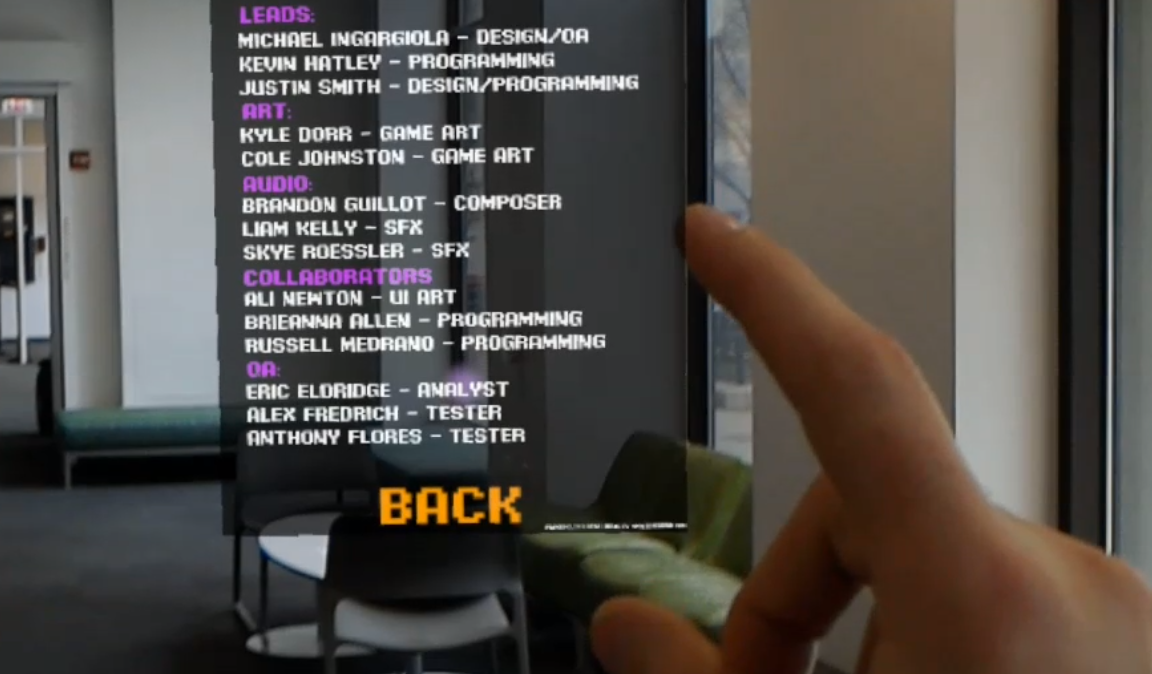 LEADS:
MICHAEL INGARGIOLA - DESIGN/QA
KEVIN HATLEY - PROGRAMMING
JUSTIN SMITH - DESIGN/PROGRAMMING
ART:
KYLE DORR - GAME ART
COLE JOHNSTON - GAME ART
AUDIO:
BRANDON GUILLOT - COMPOSER
LIAM KELLY - SFX
SKYE ROESSLER - SFX
COLLABORATORS
ALI NEWTON - UI ART
BRIEANNA ALLEN - PROGRAMMING
RUSSELL MEDRANO - PROGRAMMING
QA:
ERIC ELDRIDGE - ANALYST
ALEX FREDRICH - TESTER
ANTHONY FLORES - TESTER
BACK